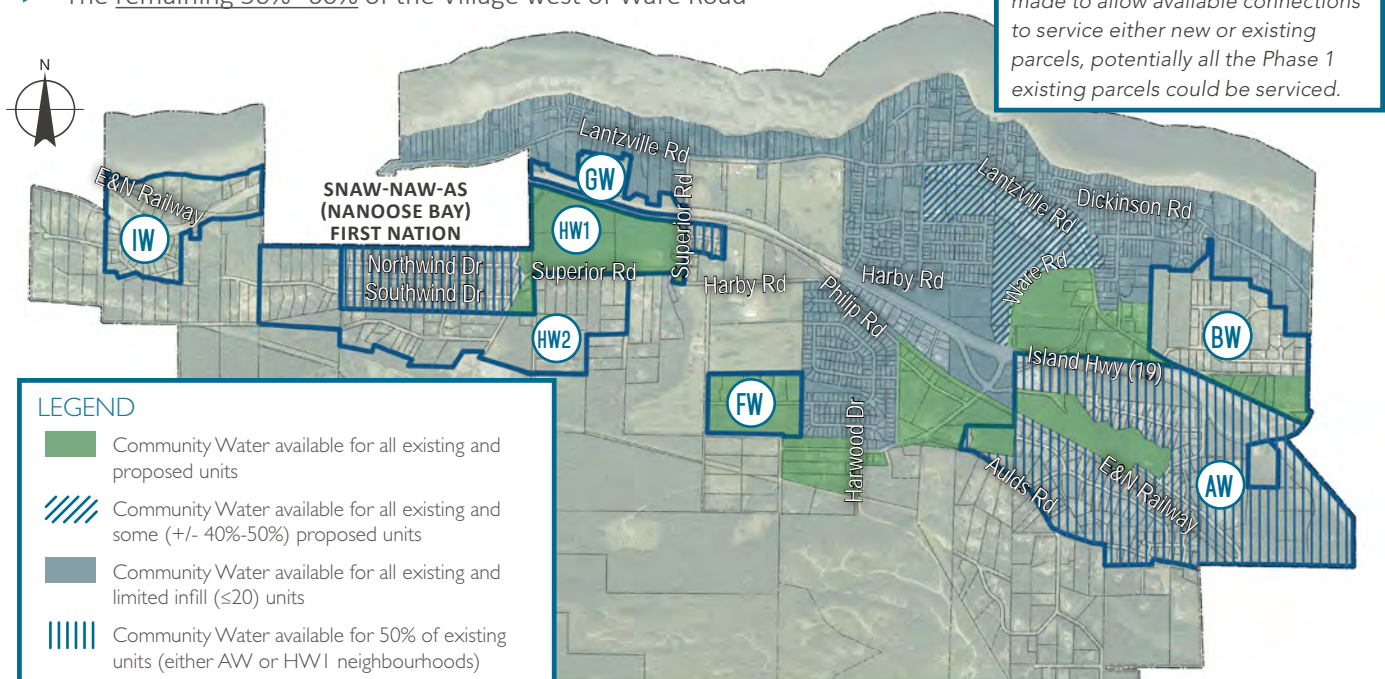 The remaining 50%-60% of the Village west of Ware Road
made to allow available connections
to service either new or existing
parcels, potentially all the Phase 1
existing parcels could be serviced.
N
E&N Railway
IW
SNAW-NAW-AS
(NANOOSE BAY)
FIRST NATION
Lantzville Rd
GW
HW1
Superior Rd
Superior Rd
Northwind Dr
Southwind Dr
HW2
Harby Rd
Philip Rd
Harby Rd
Lantzville Rd
Dickinson Rd
Ware Rd
BW
Island Hwy (19)
FW
Harwood Dr
Aulds Rd
E&N Railway
AW
LEGEND
Community Water available for all existing and
proposed units
Community Water available for all existing and
some (+/- 40%-50%) proposed units
Community Water available for all existing and
limited infill (≤20) units
Community Water available for 50% of existing
units (either AW or HW1 neighbourhoods)